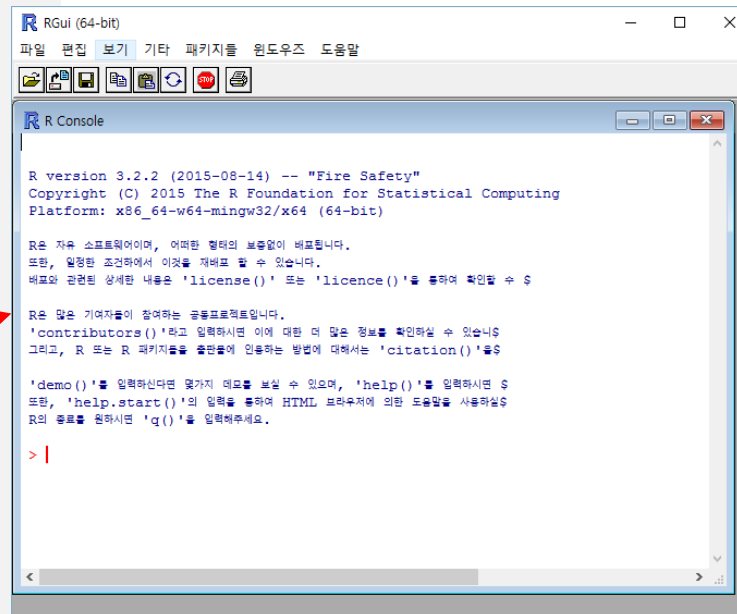 RGui (64-bit)
파일 편집 보기 기타 패키지들 윈도우즈 도움말
STOP
R Console
R version 3.2.2 (2015-08-14) -- "Fire Safety"
Copyright (C) 2015 The R Foundation for Statistical Computing
Platform: x86_64-w64-mingw32/x64 (64-bit)
R은 자유 소프트웨어이며, 어떠한 형태의 보증없이 배포됩니다.
또한, 일정한 조건하에서 이것을 재배포 할 수 있습니다.
배포와 관련된 상세한 내용은 'license()' 또는 'licence()'을 통하여 확인할 수 $
R은 많은 기여자들이 참여하는 공동프로젝트입니다.
'contributors()'라고 입력하시면 이에 대한 더 많은 정보를 확인하실 수 있습니$
그리고, R 또는 R 패키지들을 출판물에 인용하는 방법에 대해서는 'citation()'을$
'demo()'를 입력하신다면 몇가지 데모를 보실 수 있으며, 'help()'를 입력하시면 $
또한, 'help.start()'의 입력을 통하여 HTML 브라우저에 의한 도움말을 사용하실$
R의 종료를 원하시면 'q()'을 입력해주세요.
>